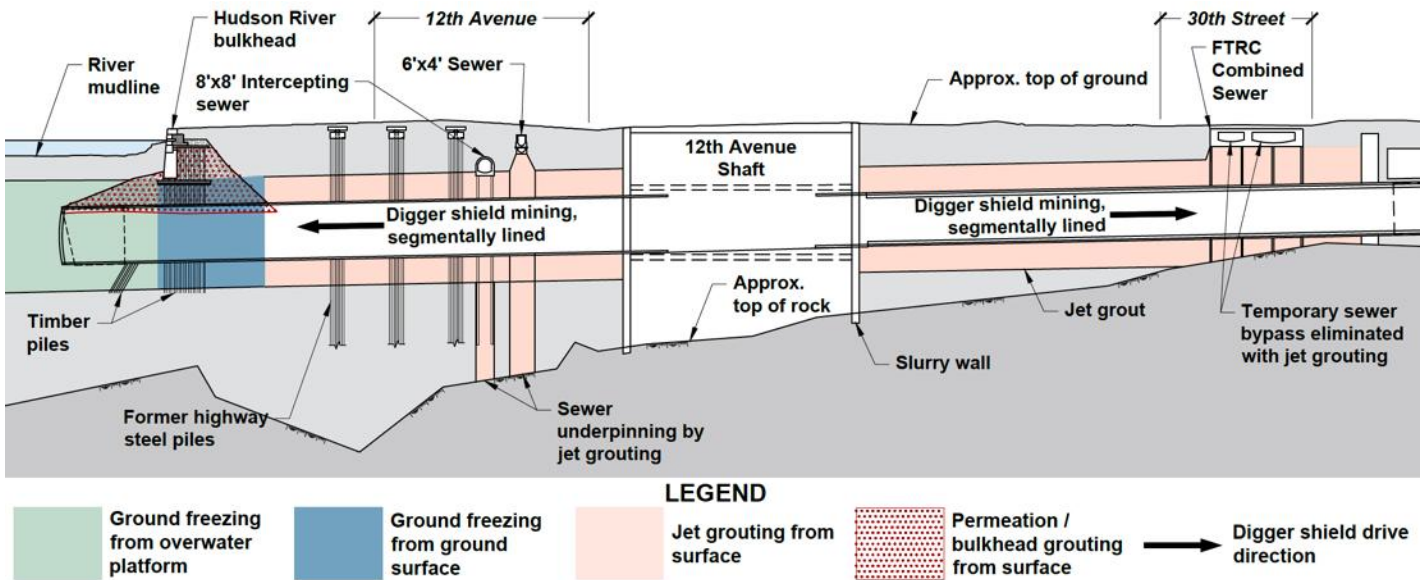 Hudson River
bulkhead
12th Avenue
30th Street
River
mudline
8'x8' Intercepting
sewer
6'x4' Sewer
Approx. top of ground
FTRC
Combined
Sewer
12th Avenue
Shaft
Digger shield mining,
segmentally lined
Digger shield mining,
segmentally lined
Timber
piles
Approx.
top of rock
Jet grout
Temporary sewer
bypass eliminated
with jet grouting
Slurry wall
Former highway
steel piles
Sewer
underpinning by
jet grouting
LEGEND
Ground freezing
from overwater
platform
Ground freezing
from ground
surface
Jet grouting from
surface
Permeation /
bulkhead grouting
from surface
Digger shield drive
direction